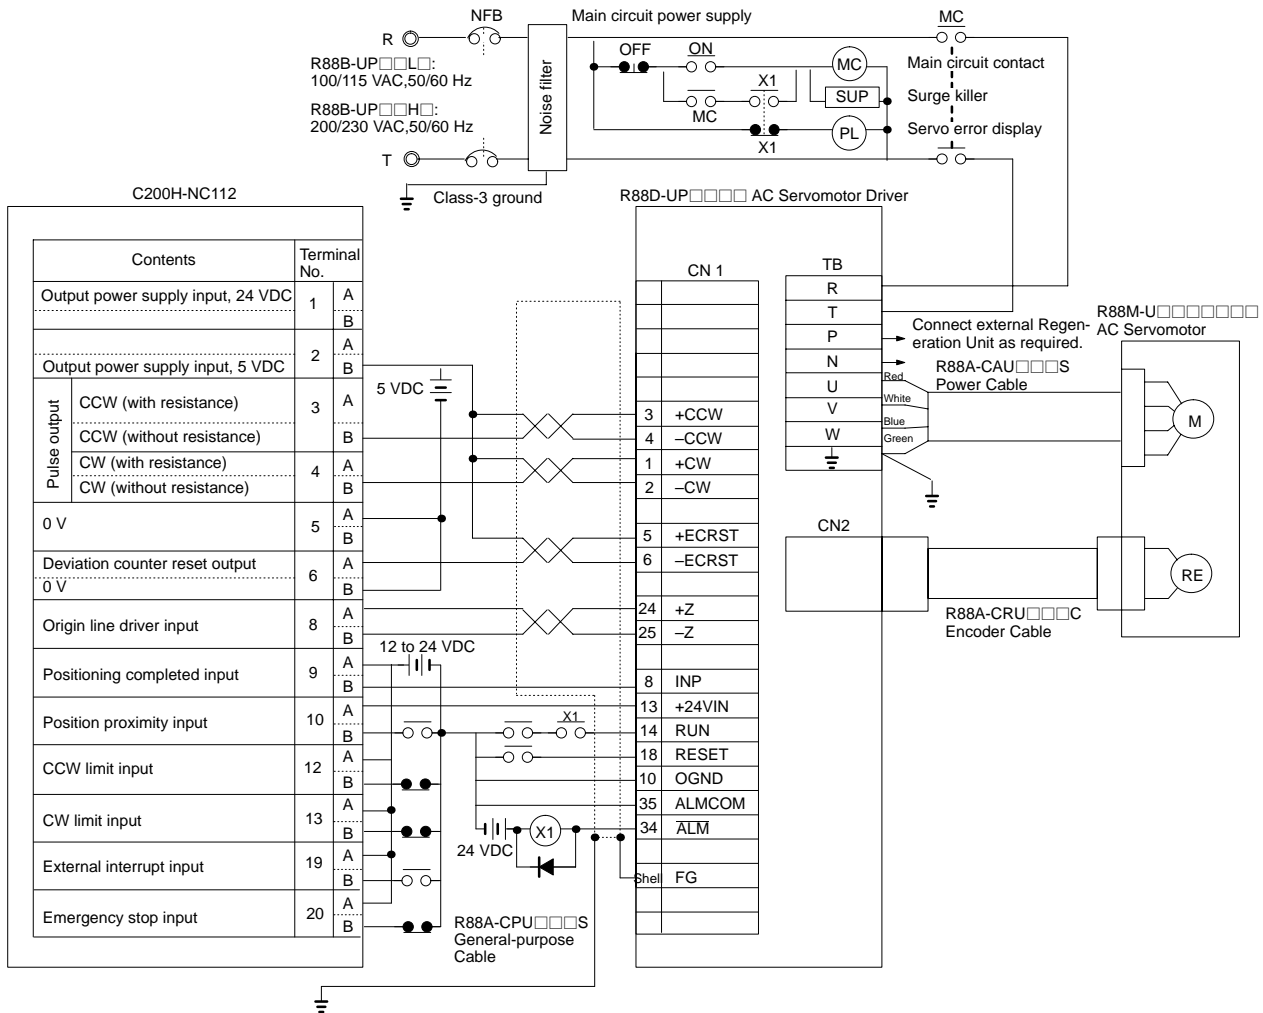 NFB
Main circuit power supply
MC
R
OFF
ON
MC
Main circuit contact
R88B-UP□□L□:
100/115 VAC,50/60 Hz
X1
SUP
Surge killer
R88B-UP□□H□:
200/230 VAC,50/60 Hz
Noise filter
MC
PL
Servo error display
X1
T
Class-3 ground
C200H-NC112
R88D-UP□□□□ AC Servomotor Driver
Contents
Terminal
No.
Output power supply input, 24 VDC
1
A
B
2
A
Output power supply input, 5 VDC
B
Pulse output
CCW (with resistance)
3
A
CCW (without resistance)
B
CW (with resistance)
4
A
CW (without resistance)
B
0 V
5
A
B
Deviation counter reset output
6
A
0 V
B
Origin line driver input
8
A
B
Positioning completed input
9
A
B
Position proximity input
10
A
B
CCW limit input
12
A
B
CW limit input
13
A
B
External interrupt input
19
A
B
Emergency stop input
20
A
B
5 VDC
12 to 24 VDC
X1
X1
24 VDC
R88A-CPU□□□S
General-purpose
Cable
CN 1
3 +CCW
4 –CCW
1 +CW
2 –CW
5 +ECRST
6 –ECRST
24 +Z
25 –Z
8 INP
13 +24VIN
14 RUN
18 RESET
10 OGND
35 ALMCOM
34 ALM
Shell FG
TB
R
T
P
N
U
V
W
Connect external Regen-
eration Unit as required.
R88A-CAU□□□S
Power Cable
Red
White
Blue
Green
R88M-U□□□□□□□
AC Servomotor
M
CN2
RE
R88A-CRU□□□C
Encoder Cable